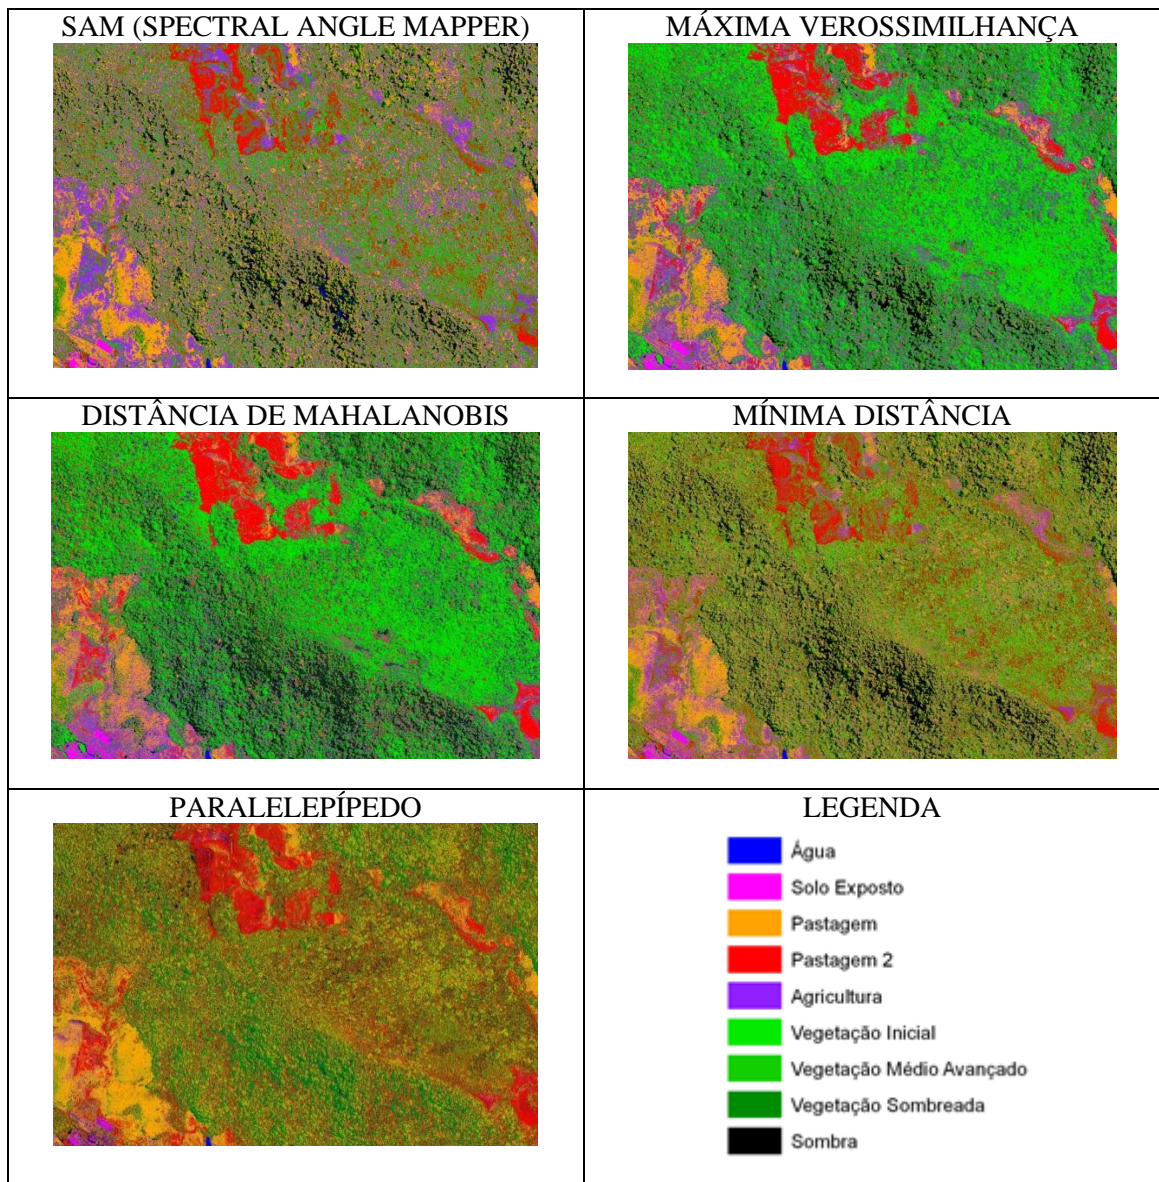 SAM (SPECTRAL ANGLE MAPPER)
MÁXIMA VEROSSIMILHANÇA
DISTÂNCIA DE MAHALANOBIS
MÍNIMA DISTÂNCIA
PARALELEPÍPEDO
LEGENDA
Água
Solo Exposto
Pastagem
Pastagem 2
Agricultura
Vegetação Inicial
Vegetação Médio Avançado
Vegetação Sombreada
Sombra